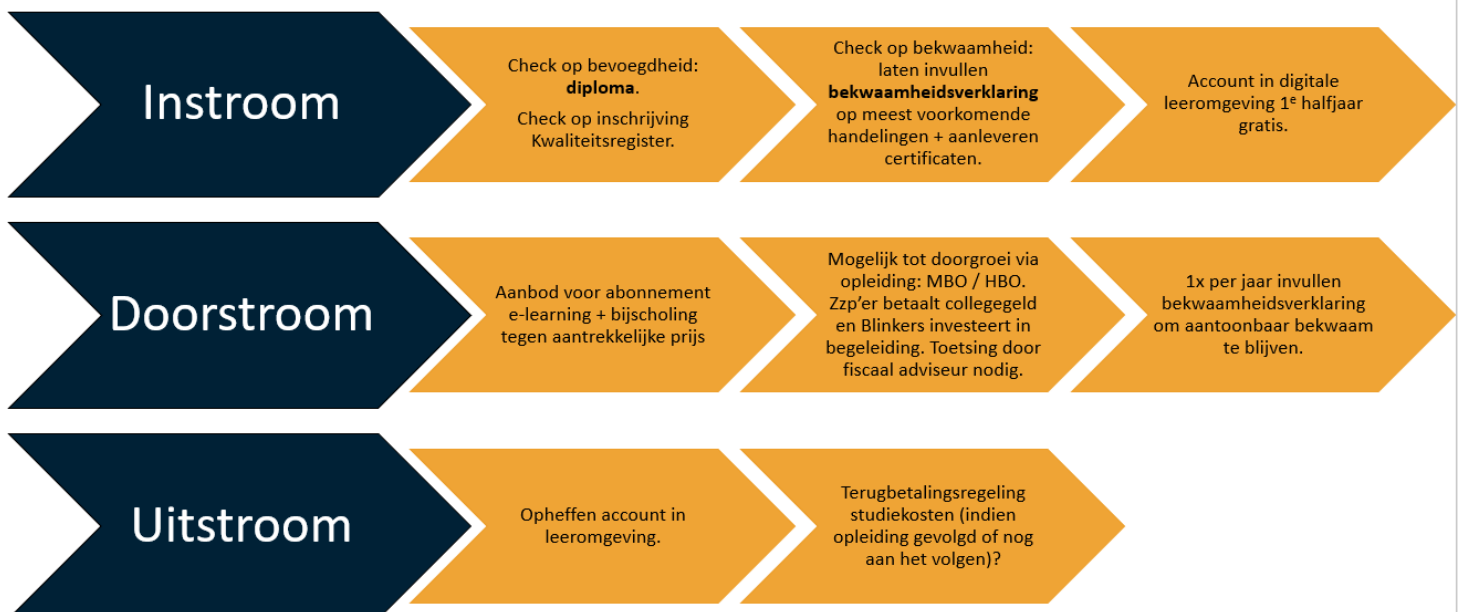 Instroom
Check op bevoegdheid:
diploma.
Check op inschrijving
Kwaliteitsregister.
Check op bekwaamheid:
laten invullen
bekwaamheidsverklaring
op meest voorkomende
handelingen + aanleveren
certificaten.
Account in digitale
leeromgeving 1e halfjaar
gratis.
Doorstroom
Aanbod voor abonnement
e-learning + bijscholing
tegen aantrekkelijke prijs
Mogelijk tot doorgroei via
opleiding: MBO / HBO.
Zzp’er betaalt collegegeld
en Blinkers investeert in
begeleiding. Toetsing door
fiscaal adviseur nodig.
1x per jaar invullen
bekwaamheidsverklaring
om aantoonbaar bekwaam
te blijven.
Uitstroom
Opheffen account in
leeromgeving.
Terugbetalingsregeling
studiekosten (indien
opleiding gevolgd of nog
aan het volgen)?